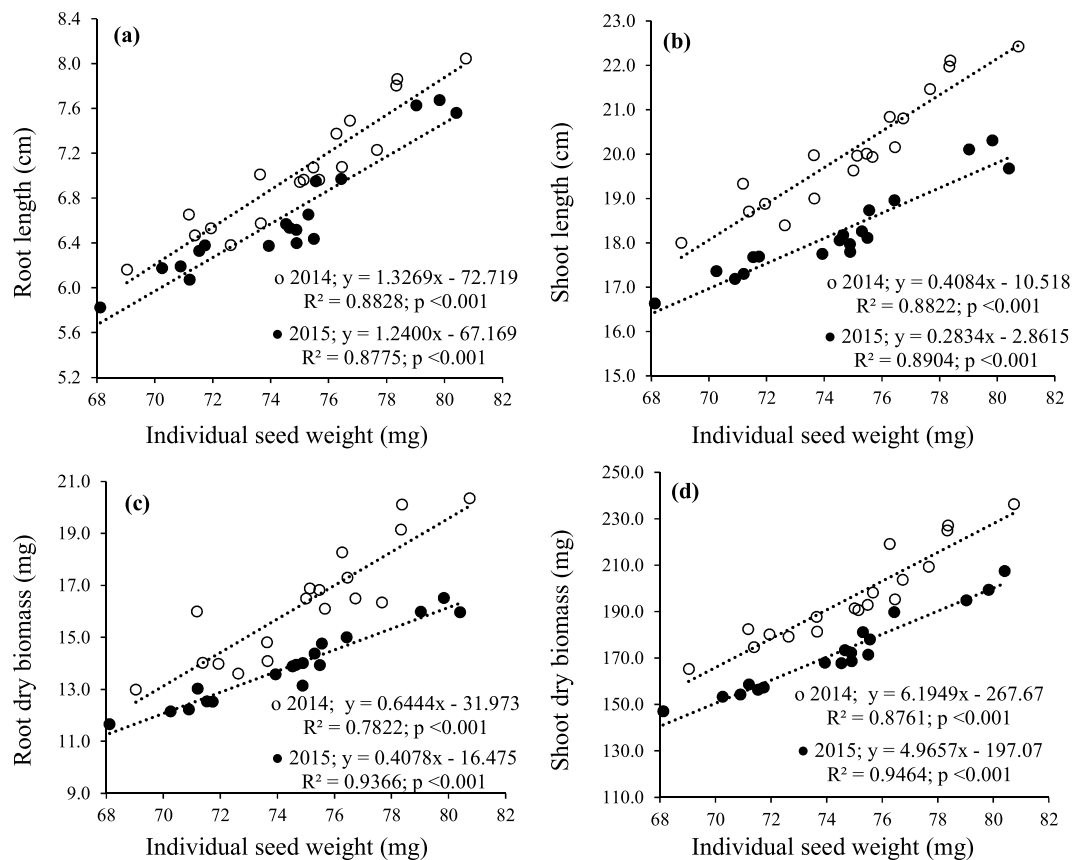 (a)
Root length (cm)
8.4
8.0
7.6
7.2
6.8
6.4
6.0
5.6
5.2
o 2014; y = 1.3269x - 72.719
R² = 0.8828; p <0.001
● 2015; y = 1.2400x - 67.169
R² = 0.8775; p <0.001
68 70 72 74 76 78 80 82
Individual seed weight (mg)
(b)
Shoot length (cm)
23.0
22.0
21.0
20.0
19.0
18.0
17.0
16.0
15.0
o 2014; y = 0.4084x - 10.518
R² = 0.8822; p <0.001
● 2015; y = 0.2834x - 2.8615
R² = 0.8904; p <0.001
68 70 72 74 76 78 80 82
Individual seed weight (mg)
(c)
Root dry biomass (mg)
21.0
19.0
17.0
15.0
13.0
11.0
9.0
o 2014; y = 0.6444x - 31.973
R² = 0.7822; p <0.001
● 2015; y = 0.4078x - 16.475
R² = 0.9366; p <0.001
68 70 72 74 76 78 80 82
Individual seed weight (mg)
(d)
Shoot dry biomass (mg)
250.0
230.0
210.0
190.0
170.0
150.0
130.0
110.0
o 2014; y = 6.1949x - 267.67
R² = 0.8761; p <0.001
● 2015; y = 4.9657x - 197.07
R² = 0.9464; p <0.001
68 70 72 74 76 78 80 82
Individual seed weight (mg)